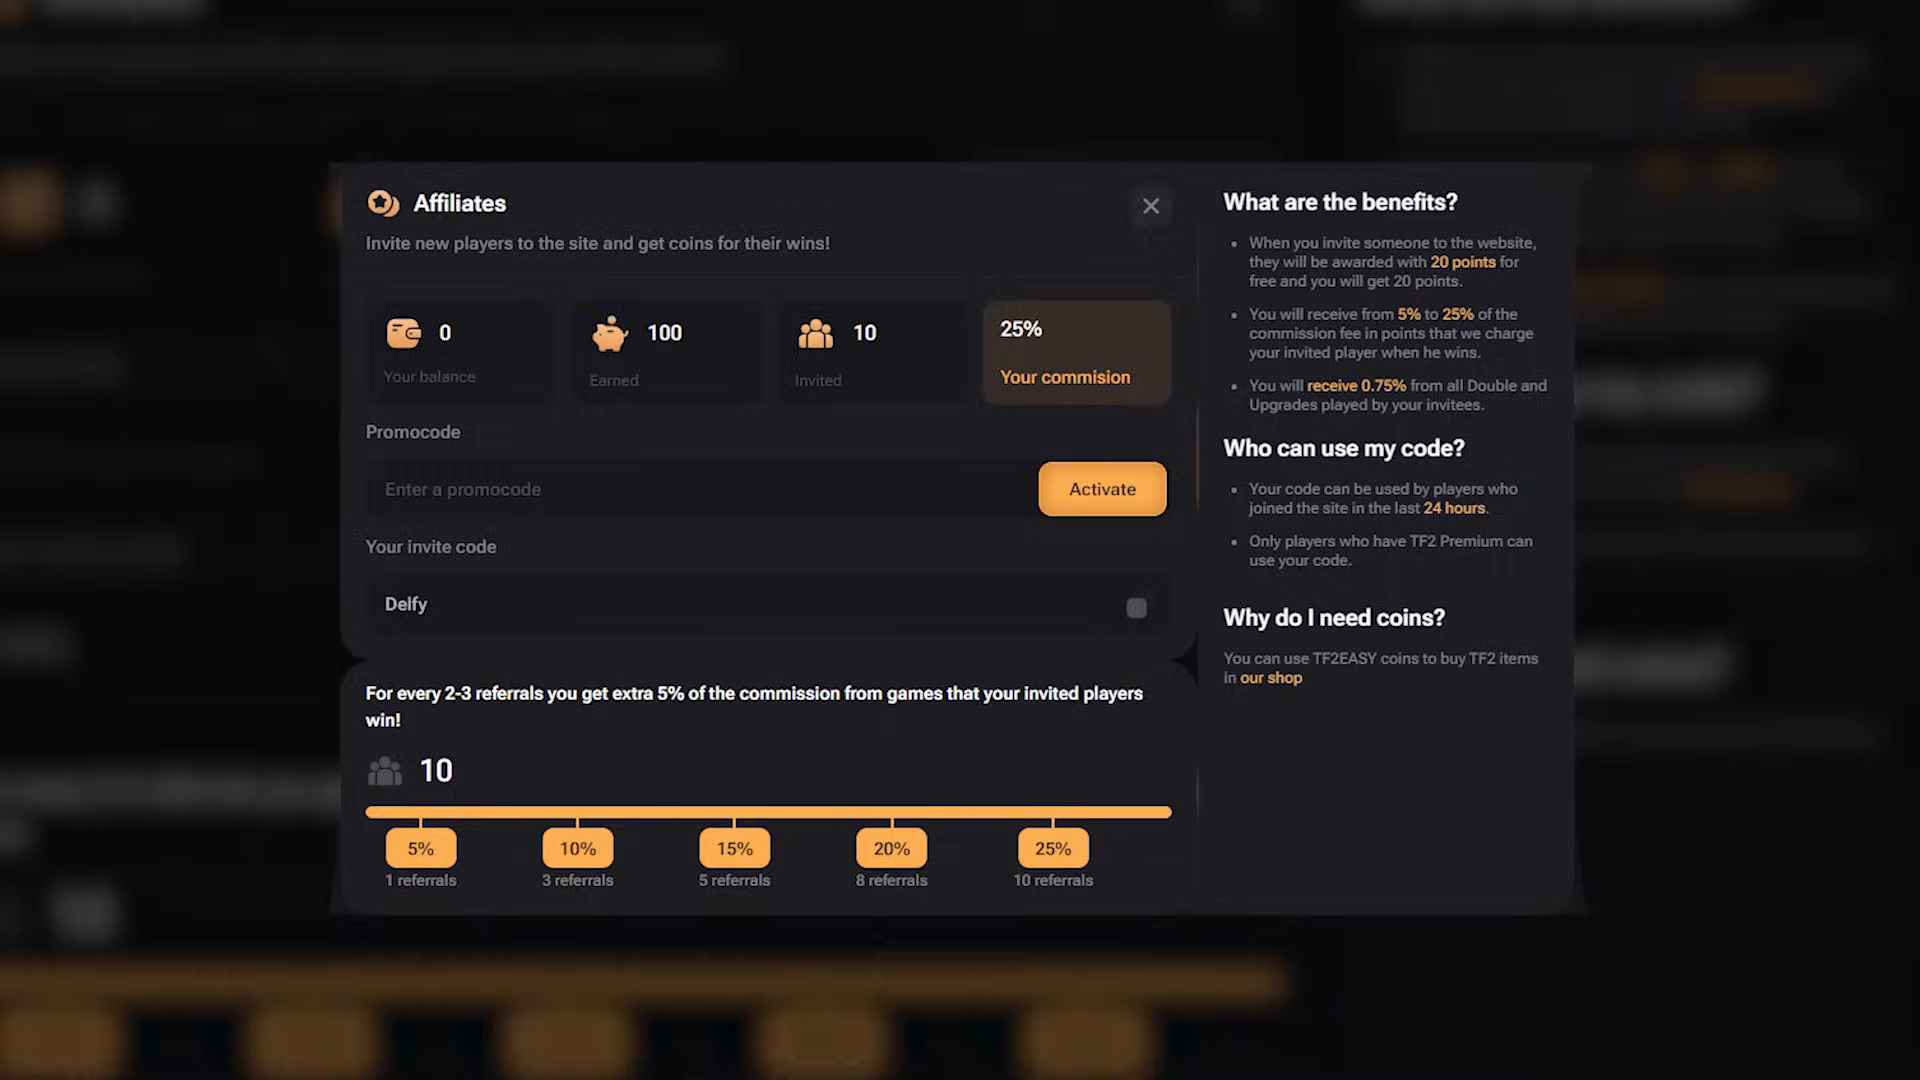 Affiliates
Invite new players to the site and get coins for their wins!
0
Your balance
100
Earned
10
Invited
25%
Your commision
Promocode
Enter a promocode
Activate
Your invite code
Delfy
For every 2-3 referrals you get extra 5% of the commission from games that your invited players
win!
10
5%
1 referrals
10%
3 referrals
15%
5 referrals
20%
8 referrals
25%
10 referrals
What are the benefits?
When you invite someone to the website,
they will be awarded with 20 points for
free and you will get 20 points.
You will receive from 5% to 25% of the
commission fee in points that we charge
your invited player when he wins.
You will receive 0.75% from all Double and
Upgrades played by your invitees.
Who can use my code?
Your code can be used by players who
joined the site in the last 24 hours.
Only players who have TF2 Premium can
use your code.
Why do I need coins?
You can use TF2EASY coins to buy TF2 items
in our shop